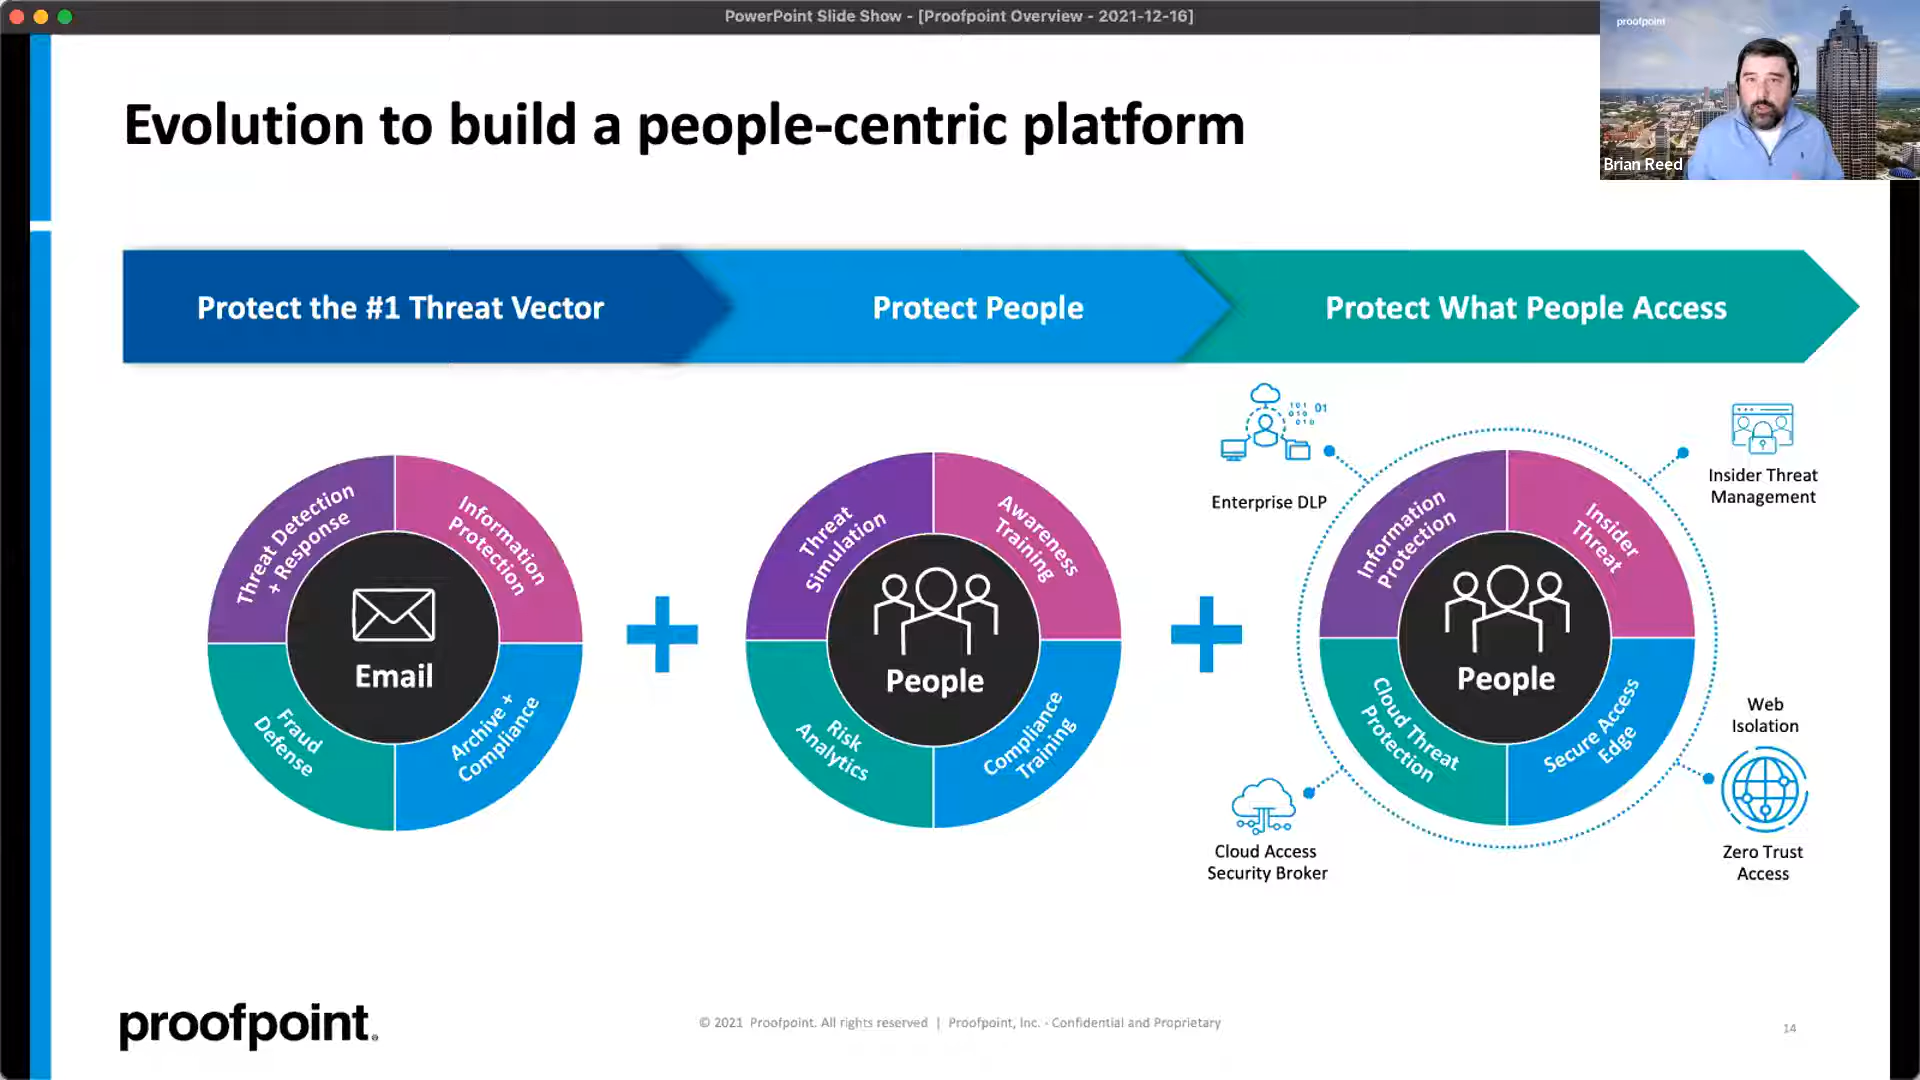 PowerPoint Slide Show - [Proofpoint Overview - 2021-12-16]
proofpoint
Brian Reed
Evolution to build a people-centric platform
Protect the #1 Threat Vector
Protect People
Protect What People Access
Threat Detection
+ Response
Information
Protection
Fraud
Defense
Archive +
Compliance
Email
Threat
Simulation
Awareness
Training
Risk
Analytics
Compliance
Training
People
101 01
010
010
Enterprise DLP
Insider Threat
Management
Information
Protection
Insider
Threat
Cloud Threat
Protection
Secure Access
Edge
People
Web
Isolation
Cloud Access
Security Broker
Zero Trust
Access
proofpoint.
© 2021 Proofpoint. All rights reserved | Proofpoint, Inc. - Confidential and Proprietary
14